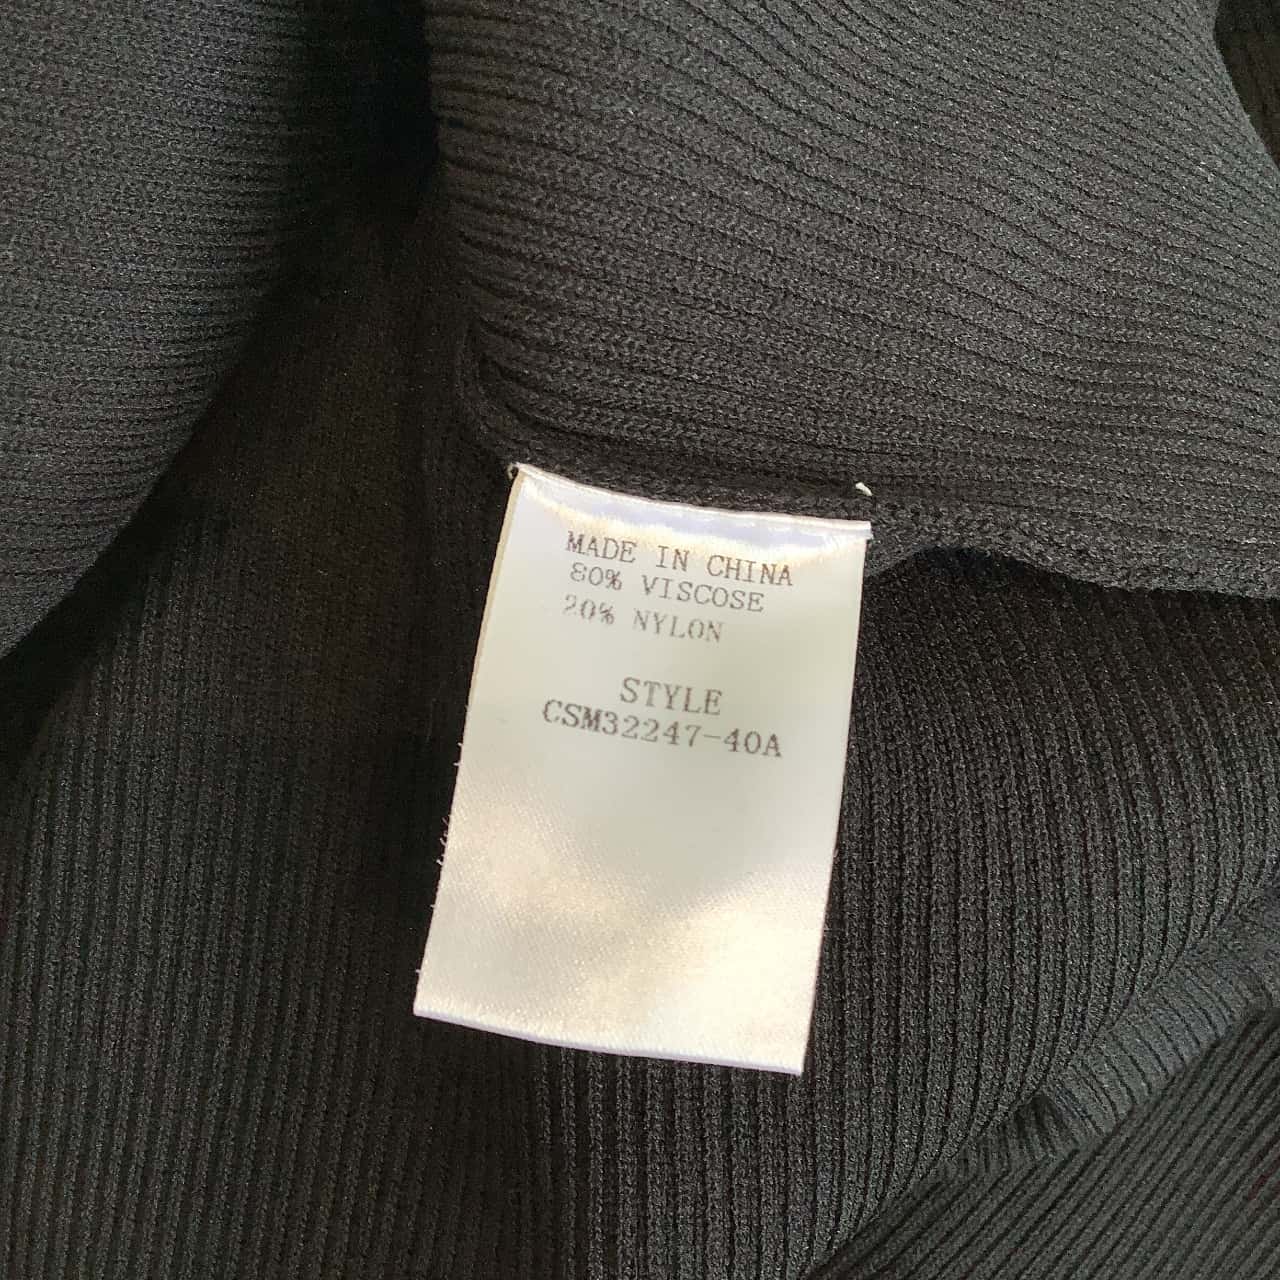 MADE IN CHINA
80% VISCOSE
20% NYLON
STYLE
CSM32247-40A